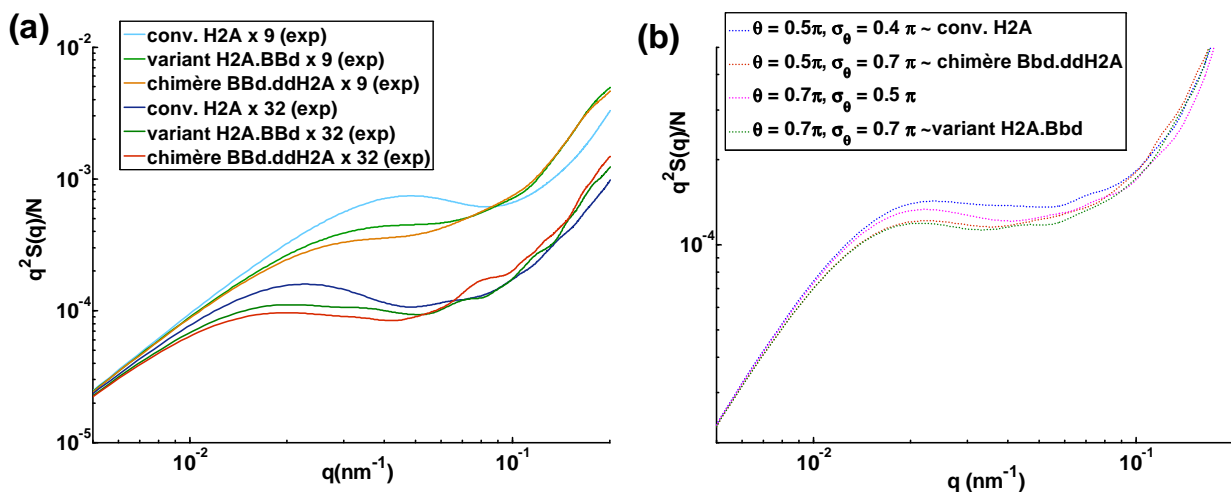 (a)
10⁻²
10⁻³
10⁻⁴
10⁻⁵
q²S(q)/N
conv. H2A x 9 (exp)
variant H2A.BBd x 9 (exp)
chimère BBd.ddH2A x 9 (exp)
conv. H2A x 32 (exp)
variant H2A.BBd x 32 (exp)
chimère BBd.ddH2A x 32 (exp)
10⁻²
10⁻¹
q(nm⁻¹)
(b)
10⁻⁴
q²S(q)/N
θ = 0.5π, σθ = 0.4 π ~ conv. H2A
θ = 0.5π, σθ = 0.7 π ~ chimère Bbd.ddH2A
θ = 0.7π, σθ = 0.5 π
θ = 0.7π, σθ = 0.7 π ~variant H2A.Bbd
10⁻²
10⁻¹
q (nm⁻¹)